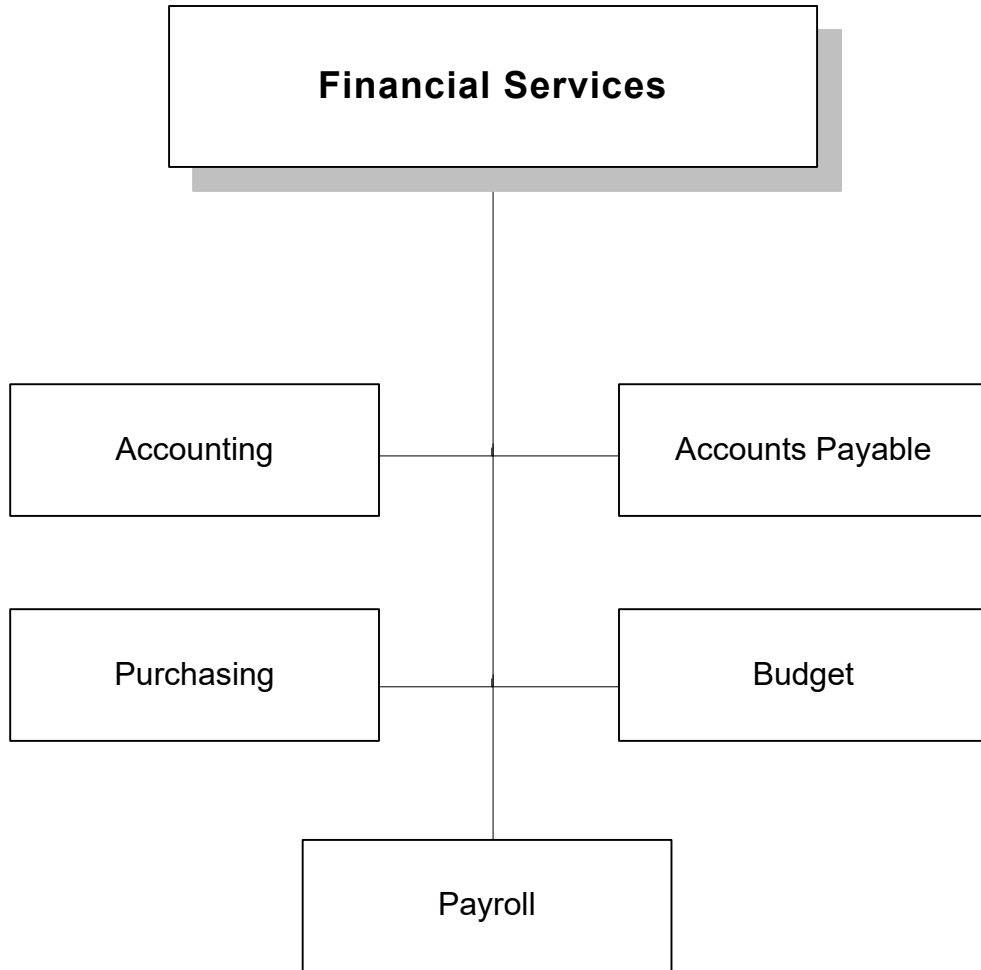 Financial Services
Accounting
Accounts Payable
Purchasing
Budget
Payroll